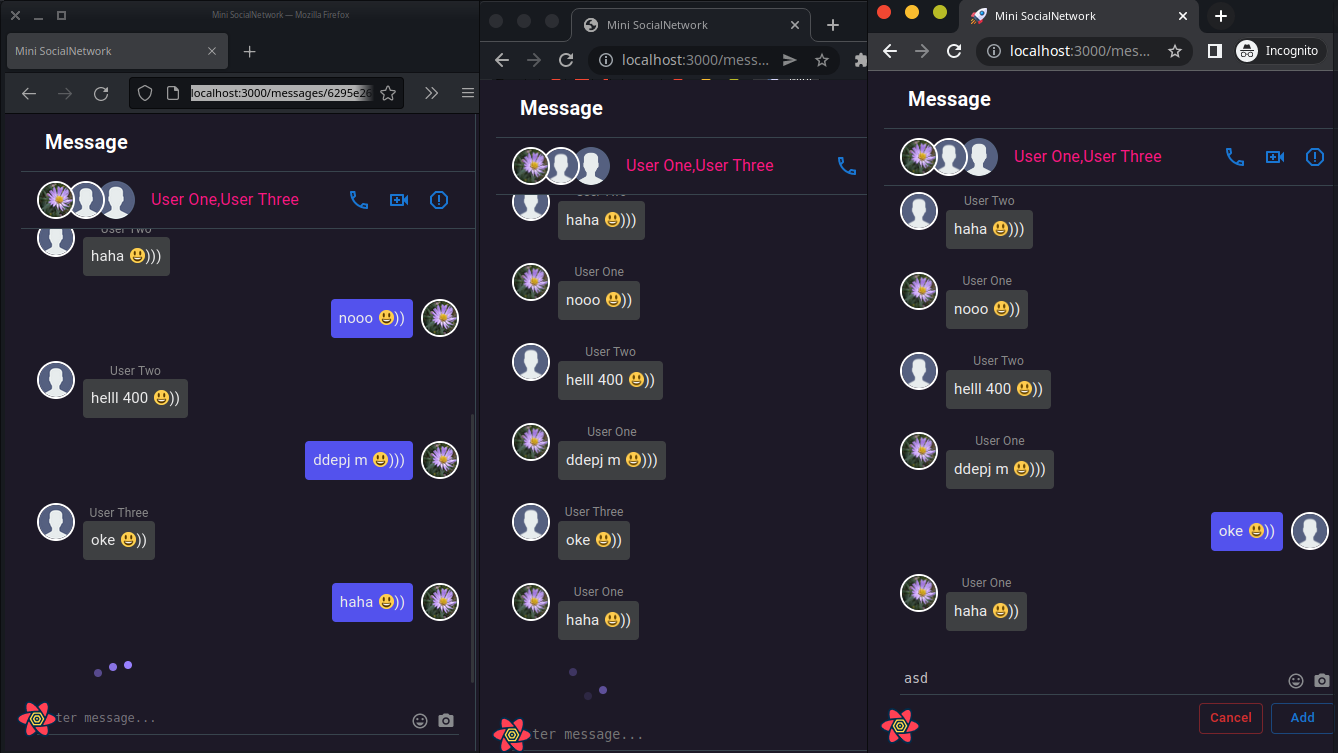 Mini SocialNetwork — Mozilla Firefox
Mini SocialNetwork
localhost:3000/messages/6295e26
Message
User One,User Three
User Two
haha 😃)))
nooo 😃))
User Two
helll 400 😃))
ddepj m 😃)))
User Three
oke 😃))
haha 😃))
ter message...
Mini SocialNetwork
localhost:3000/mess...
Message
User One,User Three
haha 😃)))
User One
nooo 😃))
User Two
helll 400 😃))
User One
ddepj m 😃)))
User Three
oke 😃))
User One
haha 😃))
ter message...
Mini SocialNetwork
localhost:3000/mes...
Incognito
Message
User One,User Three
User Two
haha 😃)))
User One
nooo 😃))
User Two
helll 400 😃))
User One
ddepj m 😃)))
oke 😃))
User One
haha 😃))
asd
Cancel
Add